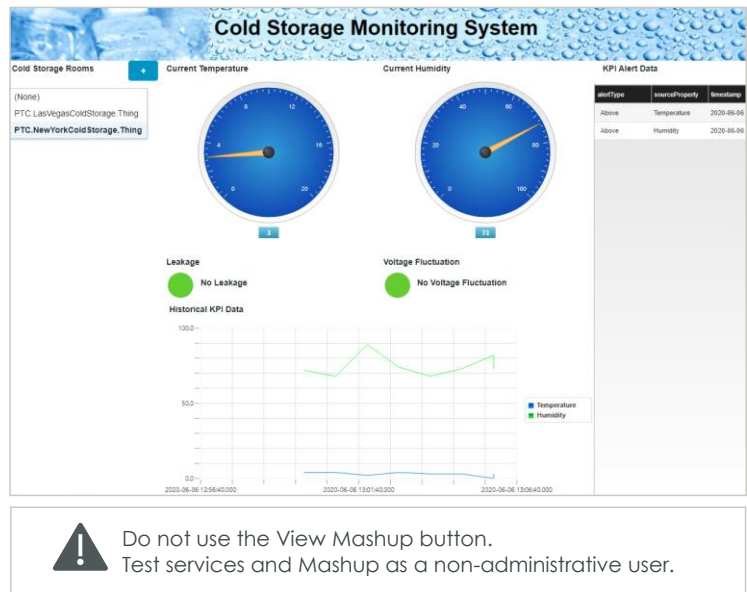 Cold Storage Monitoring System
Cold Storage Rooms
+
(None)
PTC.LasVegasColdStorage.Thing
PTC.NewYorkColdStorage.Thing
Current Temperature
0
4
8
12
16
20
3
Current Humidity
0
20
40
60
80
100
73
KPI Alert Data
alertType sourceProperty timestamp
Above Temperature 2020-06-06
Above Humidity 2020-06-06
Leakage
No Leakage
Voltage Fluctuation
No Voltage Fluctuation
Historical KPI Data
100.0
50.0
0.0
2020-06-06 12:56:40.000 2020-06-06 13:01:40.000 2020-06-06 13:06:40.000
Temperature
Humidity
Do not use the View Mashup button.
Test services and Mashup as a non-administrative user.